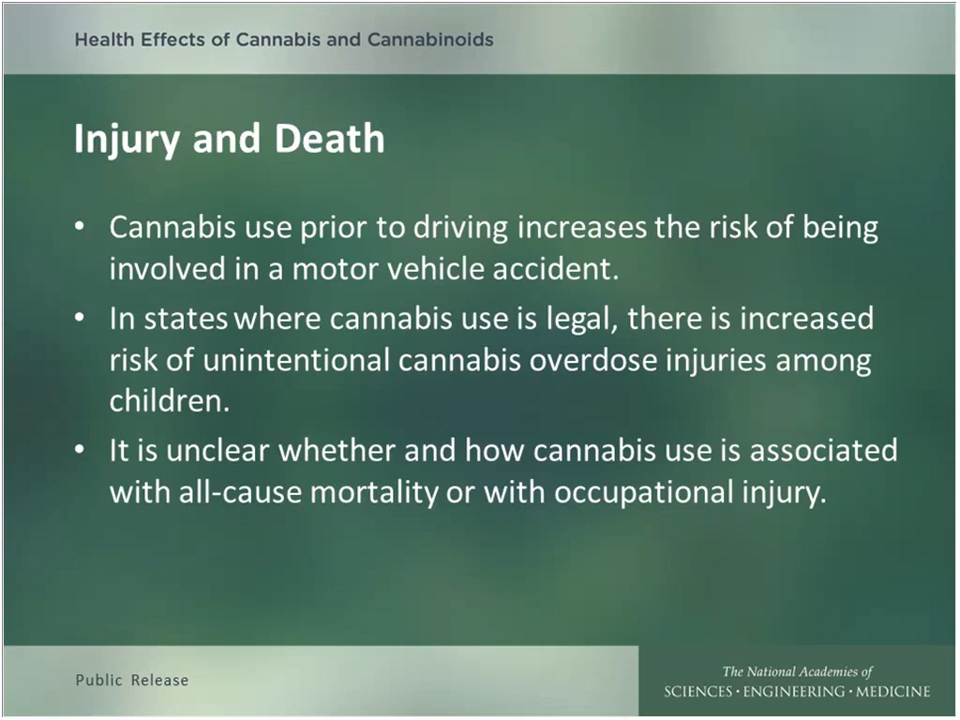 Health Effects of Cannabis and Cannabinoids
Injury and Death
• Cannabis use prior to driving increases the risk of being
involved in a motor vehicle accident.
• In states where cannabis use is legal, there is increased
risk of unintentional cannabis overdose injuries among
children.
• It is unclear whether and how cannabis use is associated
with all-cause mortality or with occupational injury.
Public Release
The National Academies of
SCIENCES • ENGINEERING • MEDICINE